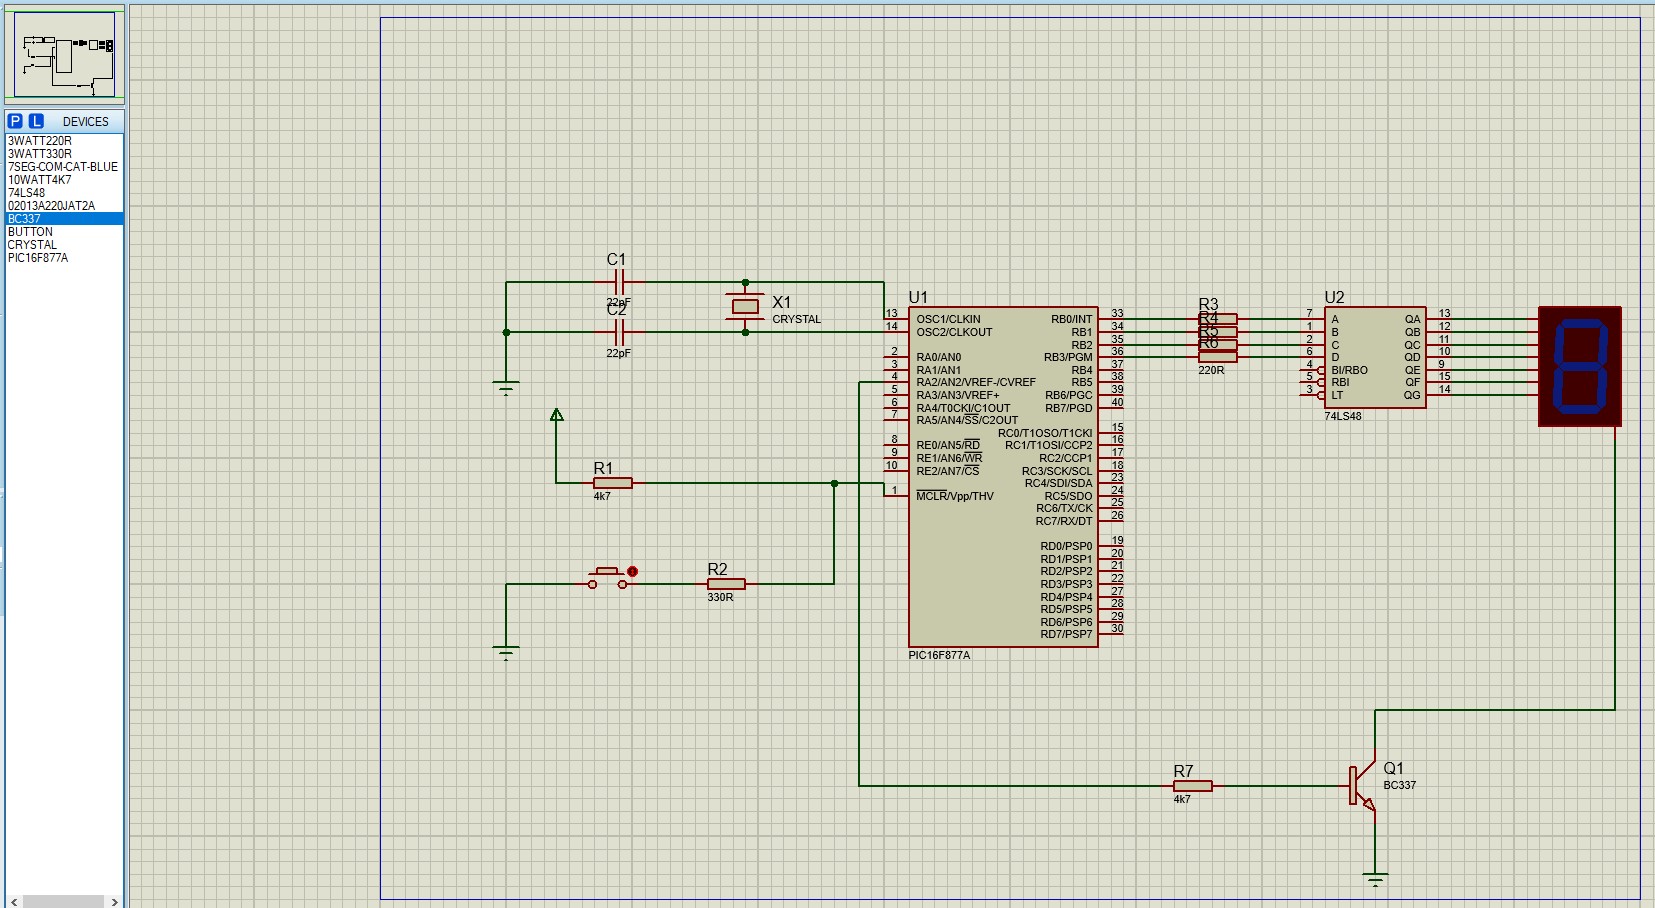 P L DEVICES
3WATT220R
3WATT330R
7SEG-COM-CAT-BLUE
10WATT4K7
74LS48
02013A220JAT2A
BC337
BUTTON
CRYSTAL
PIC16F877A
C1
22pF
C2
22pF
X1
CRYSTAL
R1
4k7
R2
330R
U1
13 OSC1/CLKIN RB0/INT 33
14 OSC2/CLKOUT RB1 34
RB2 35
2 RA0/AN0 RB3/PGM 36
3 RA1/AN1 RB4 37
4 RA2/AN2/VREF-/CVREF RB5 38
5 RA3/AN3/VREF+ RB6/PGC 39
6 RA4/T0CKI/C1OUT RB7/PGD 40
7 RA5/AN4/SS/C2OUT
RC0/T1OSO/T1CKI 15
8 RE0/AN5/RD RC1/T1OSI/CCP2 16
9 RE1/AN6/WR RC2/CCP1 17
10 RE2/AN7/CS RC3/SCK/SCL 18
RC4/SDI/SDA 23
1 MCLR/Vpp/THV RC5/SDO 24
RC6/TX/CK 25
RC7/RX/DT 26
RD0/PSP0 19
RD1/PSP1 20
RD2/PSP2 21
RD3/PSP3 22
RD4/PSP4 27
RD5/PSP5 28
RD6/PSP6 29
RD7/PSP7 30
PIC16F877A
R3
R4
R5
R6
220R
U2
7 A QA 13
1 B QB 12
2 C QC 11
6 D QD 10
4 BI/RBO QE 9
5 RBI QF 15
3 LT QG 14
74LS48
R7
4k7
Q1
BC337